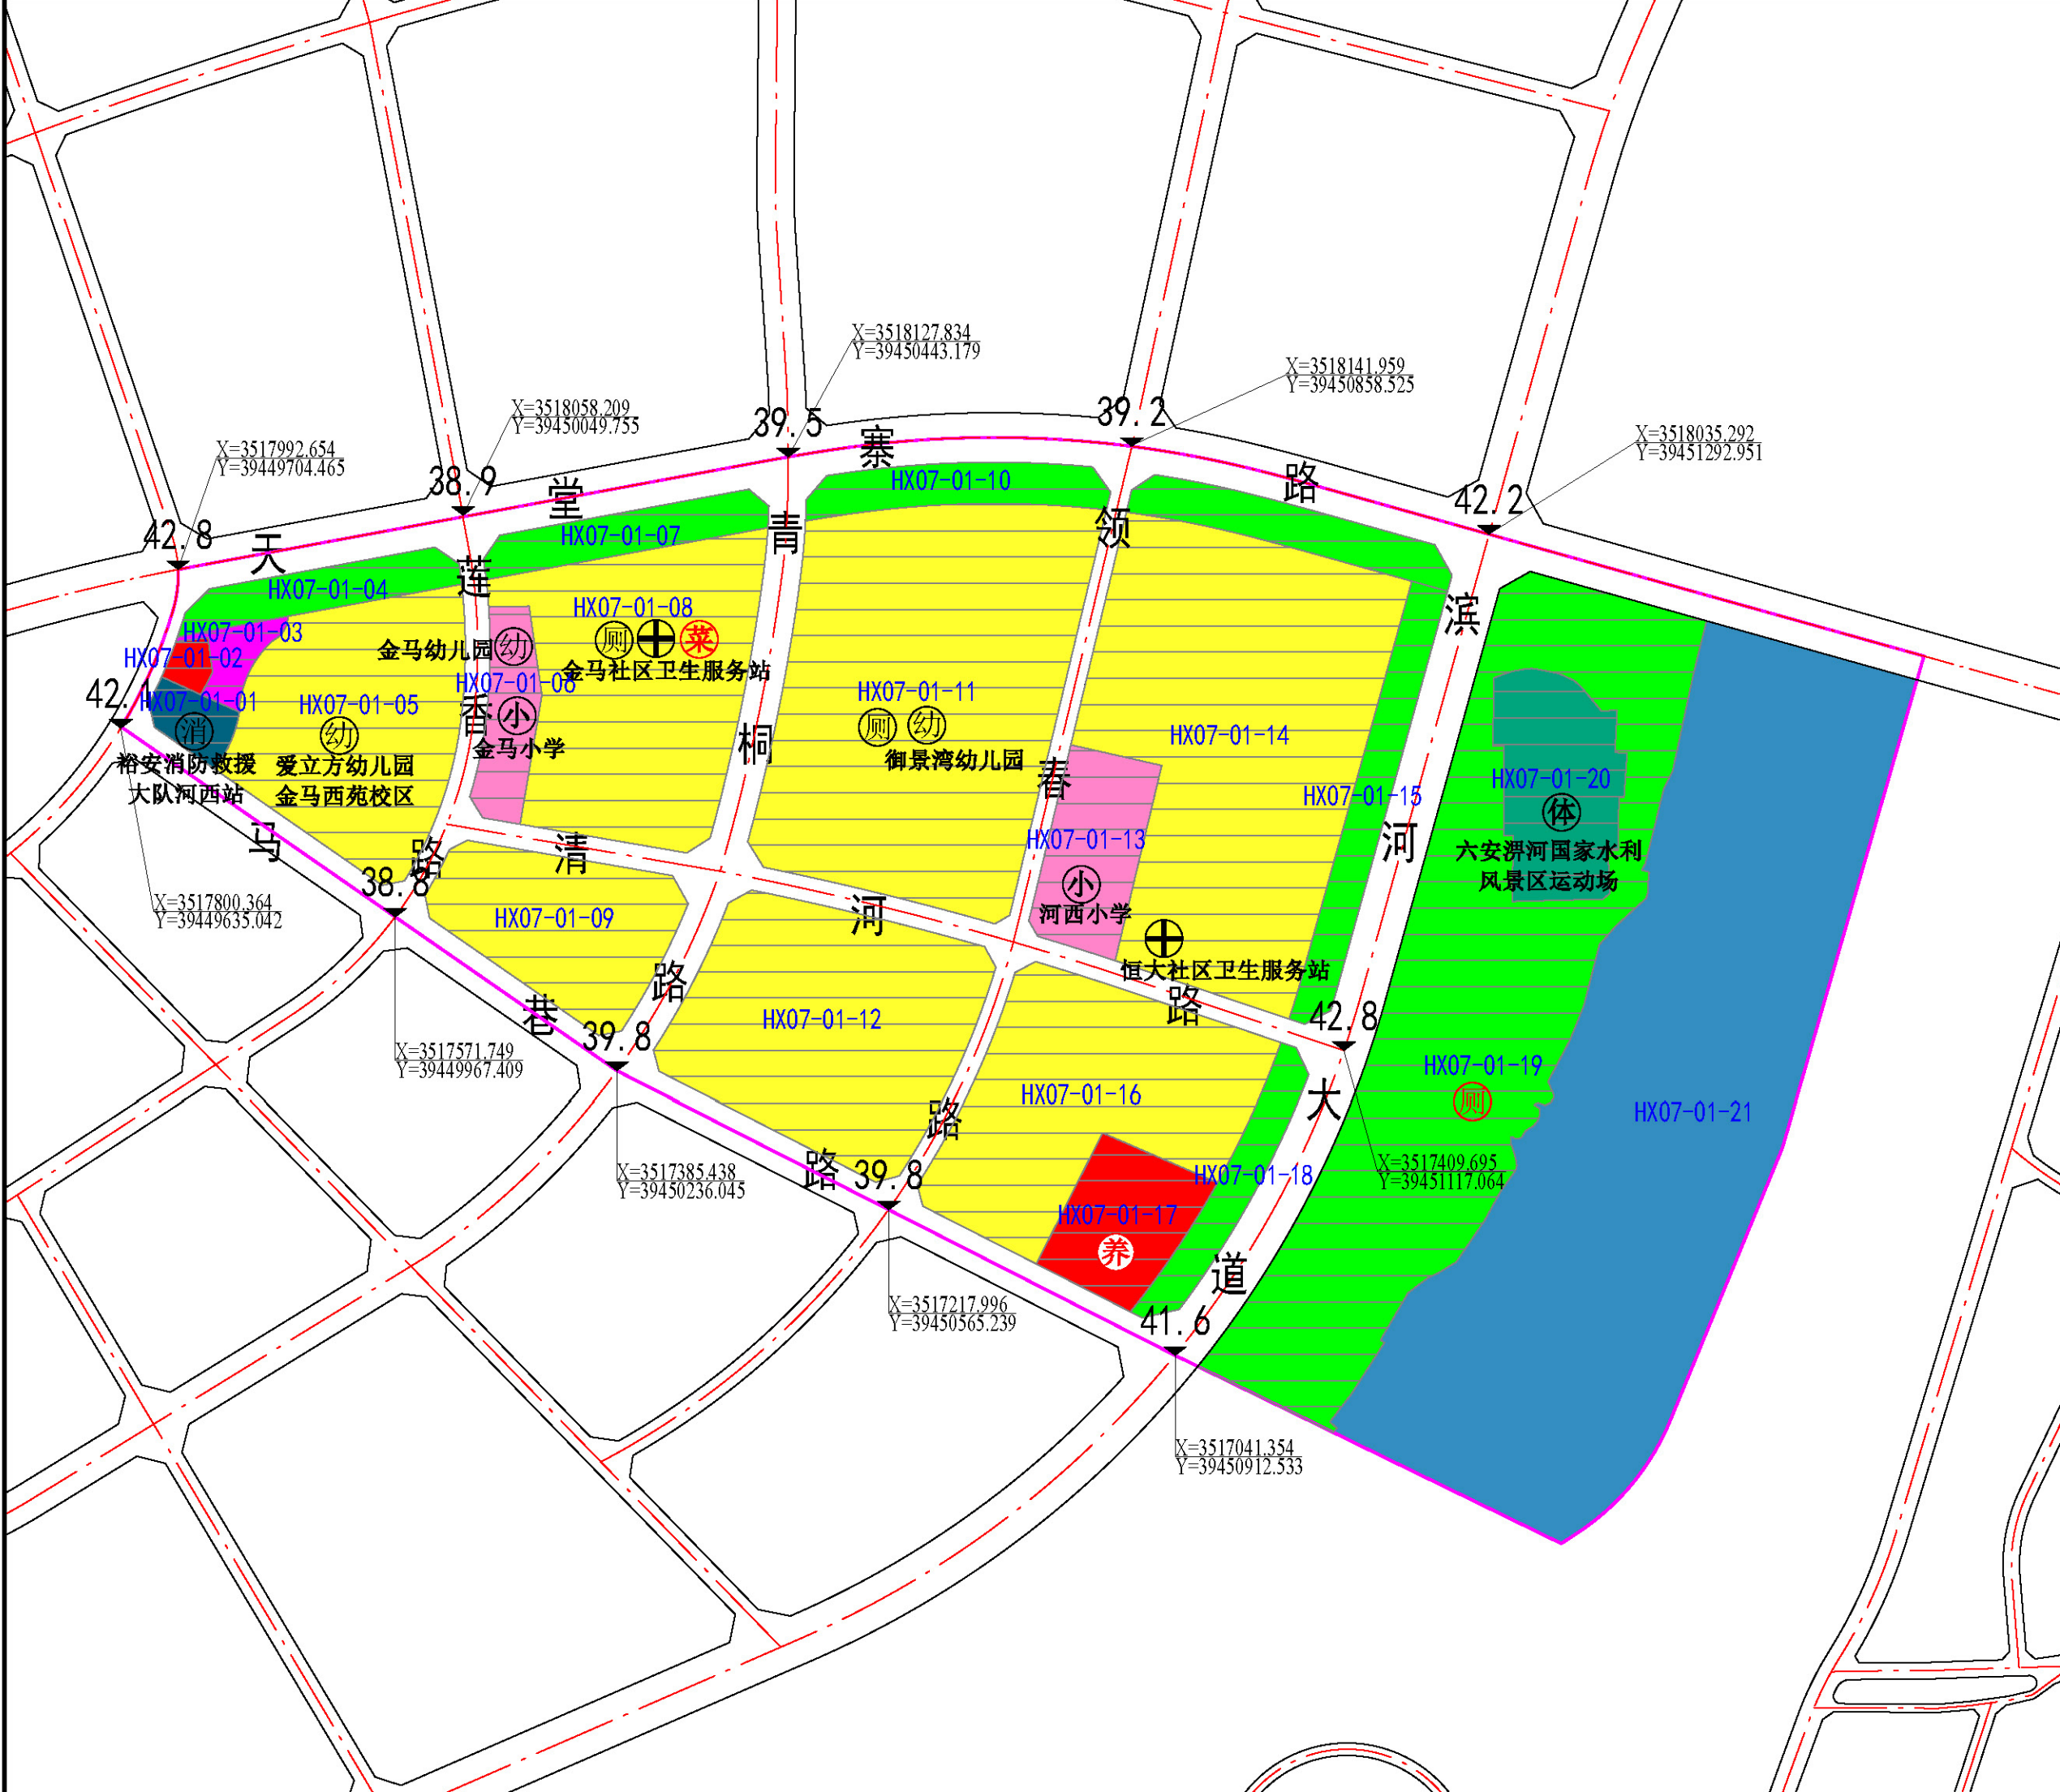 X=3518127.834
Y=39450443.179
X=3518141.959
Y=39450858.525
X=3518058.209
Y=39450049.755
X=3518035.292
Y=39451292.951
X=3517992.654
Y=39449704.465
39.5
39.2
38.9
42.2
42.8
天堂寨路
莲香路
青桐路
领春路
滨河大道
清河路
马巷路
HX07-01-10
HX07-01-07
HX07-01-04
HX07-01-03
HX07-01-02
HX07-01-01
消
裕安消防救援
大队河西站
42.1
HX07-01-05
幼
爱立方幼儿园
金马西苑校区
金马幼儿园
幼
HX07-01-06
小
金马小学
HX07-01-08
厕
菜
金马社区卫生服务站
HX07-01-11
厕
幼
御景湾幼儿园
HX07-01-14
HX07-01-15
HX07-01-13
小
河西小学
恒大社区卫生服务站
HX07-01-20
体
六安淠河国家水利
风景区运动场
X=3517800.364
Y=39449635.042
38.8
HX07-01-09
HX07-01-12
39.8
42.8
HX07-01-19
厕
HX07-01-21
X=3517571.749
Y=39449967.409
HX07-01-16
X=3517385.438
Y=39450236.045
39.8
HX07-01-18
X=3517409.695
Y=39451117.064
HX07-01-17
养
X=3517217.996
Y=39450565.239
41.6
X=3517041.354
Y=39450912.533